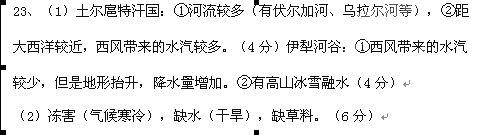 23、（1）土尔扈特汗国：①河流较多（有伏尔加河、乌拉尔河等），②距
大西洋较近，西风带来的水汽较多。（4 分）伊犁河谷：①西风带来的水汽
较少，但是地形抬升，降水量增加。②有高山冰雪融水（4 分）
（2）冻害（气候寒冷），缺水（干旱），缺草料。（6 分）